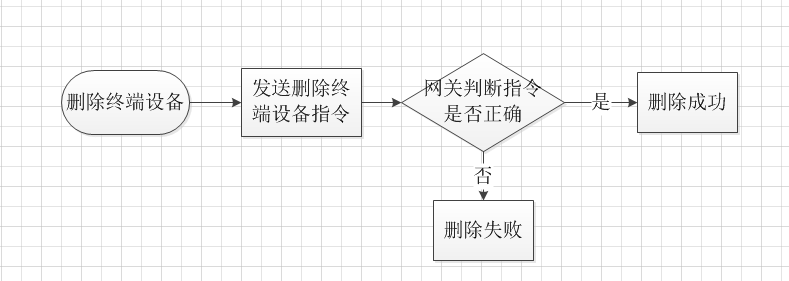 删除终端设备
发送删除终
端设备指令
网关判断指令
是否正确
是
删除成功
否
删除失败